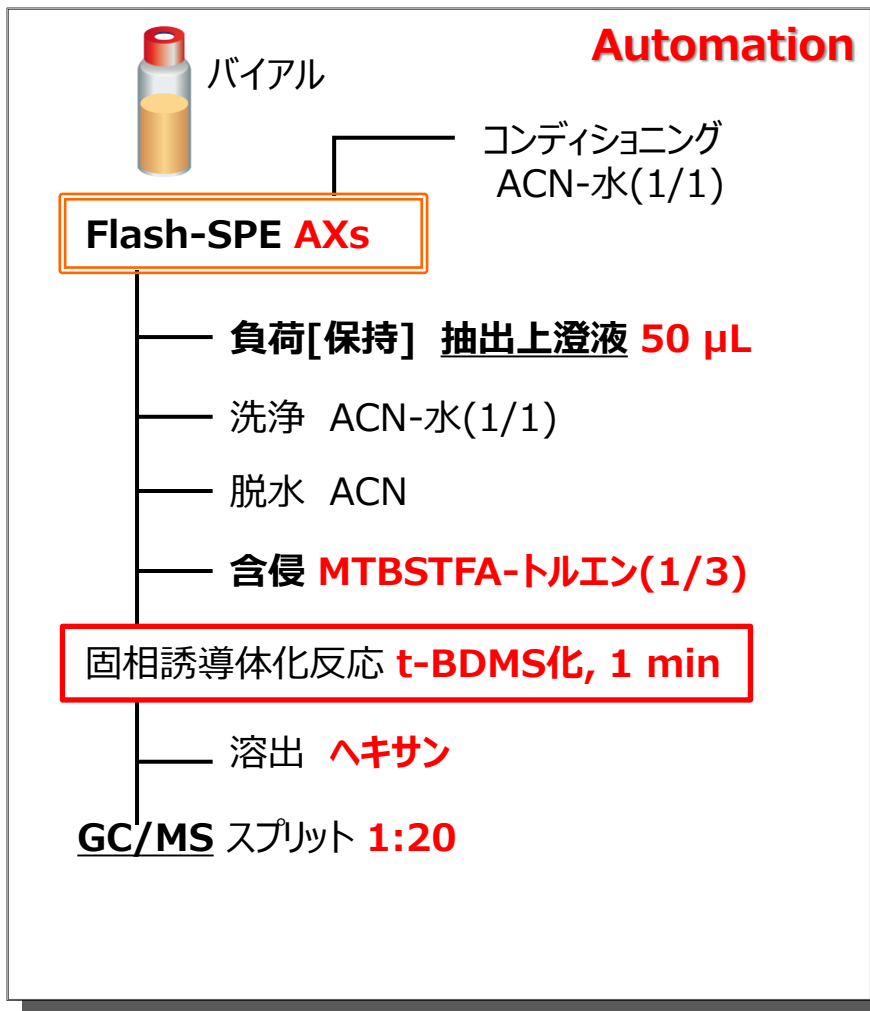 Automation
バイアル
コンディショニング
ACN-水(1/1)
Flash-SPE AXs
負荷[保持] 抽出上澄液 50 µL
洗浄 ACN-水(1/1)
脱水 ACN
含侵 MTBSTFA-トルエン(1/3)
固相誘導体化反応 t-BDMS化, 1 min
溶出 ヘキサン
GC/MS スプリット 1:20